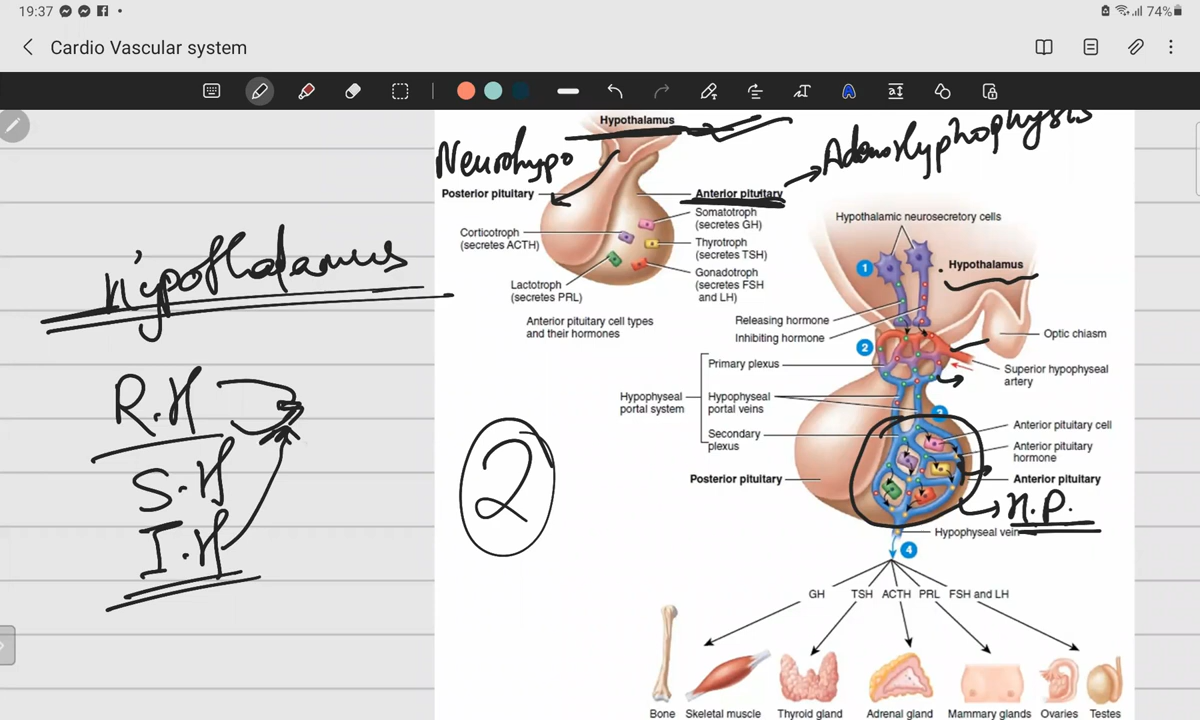 19:37
74%
Cardio Vascular system
Hypothalamus
Neurohypo
Adenohyphophysis
Posterior pituitary
Anterior pituitary
Somatotroph
(secretes GH)
Corticotroph
(secretes ACTH)
Thyrotroph
(secretes TSH)
Gonadotroph
(secretes FSH
and LH)
Lactotroph
(secretes PRL)
Anterior pituitary cell types
and their hormones
Hypothalamus
R.H
S.H
I.H
2
Hypothalamic neurosecretory cells
1
Hypothalamus
Releasing hormone
Inhibiting hormone
Optic chiasm
2
Primary plexus
Superior hypophyseal
artery
Hypophyseal
portal system
Hypophyseal
portal veins
3
Secondary
plexus
Anterior pituitary cell
Anterior pituitary
hormone
Posterior pituitary
Anterior pituitary
H.P.
Hypophyseal vein
4
GH TSH ACTH PRL FSH and LH
Bone Skeletal muscle Thyroid gland Adrenal gland Mammary glands Ovaries Testes